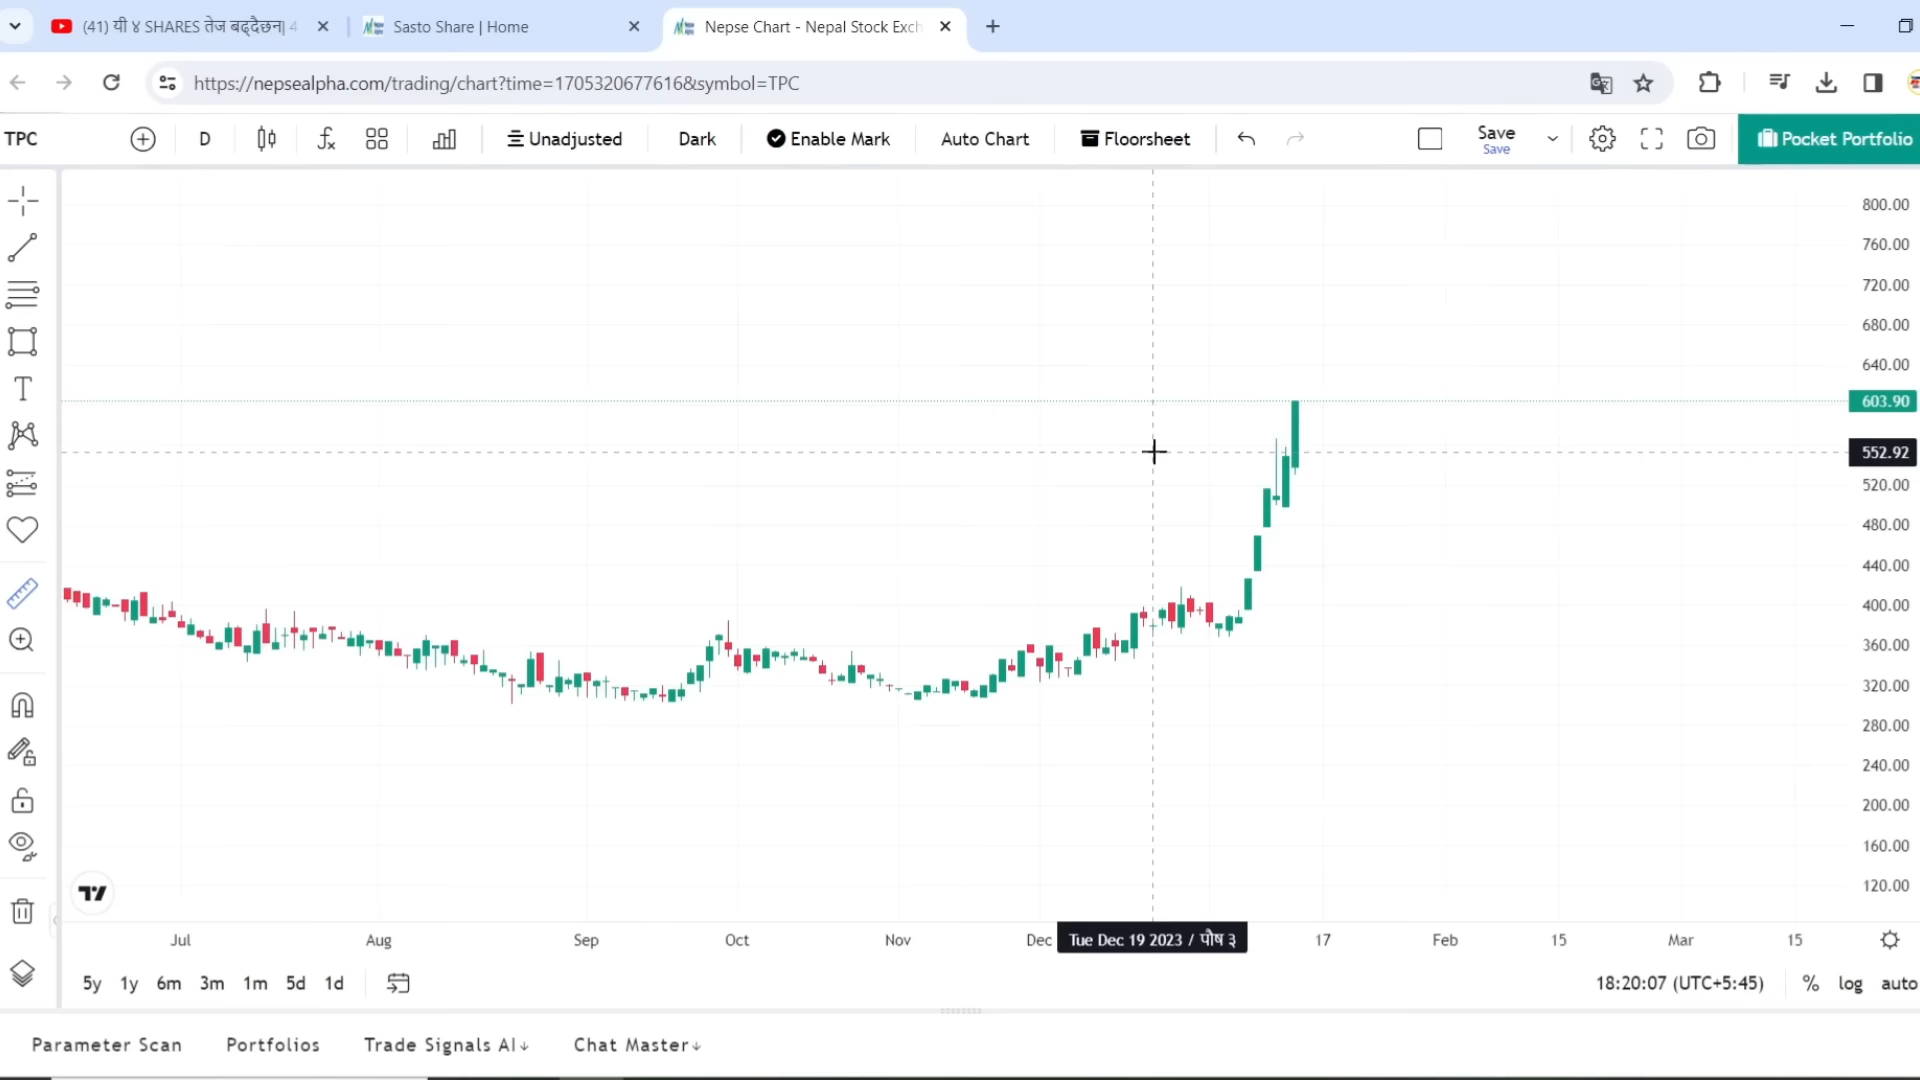 (41) यी ४ SHARES तेज बढ्दैछन्| 4
Sasto Share | Home
Nepse Chart - Nepal Stock Exch
https://nepsealpha.com/trading/chart?time=1705320677616&symbol=TPC
TPC
D
Unadjusted
Dark
Enable Mark
Auto Chart
Floorsheet
Save
Save
Pocket Portfolio
800.00
760.00
720.00
680.00
640.00
603.90
552.92
520.00
480.00
440.00
400.00
360.00
320.00
280.00
240.00
200.00
160.00
120.00
Jul Aug Sep Oct Nov Dec Tue Dec 19 2023 / पौष ३ 17 Feb 15 Mar 15
5y 1y 6m 3m 1m 5d 1d
18:20:07 (UTC+5:45) % log auto
Parameter Scan Portfolios Trade Signals AI↓ Chat Master↓